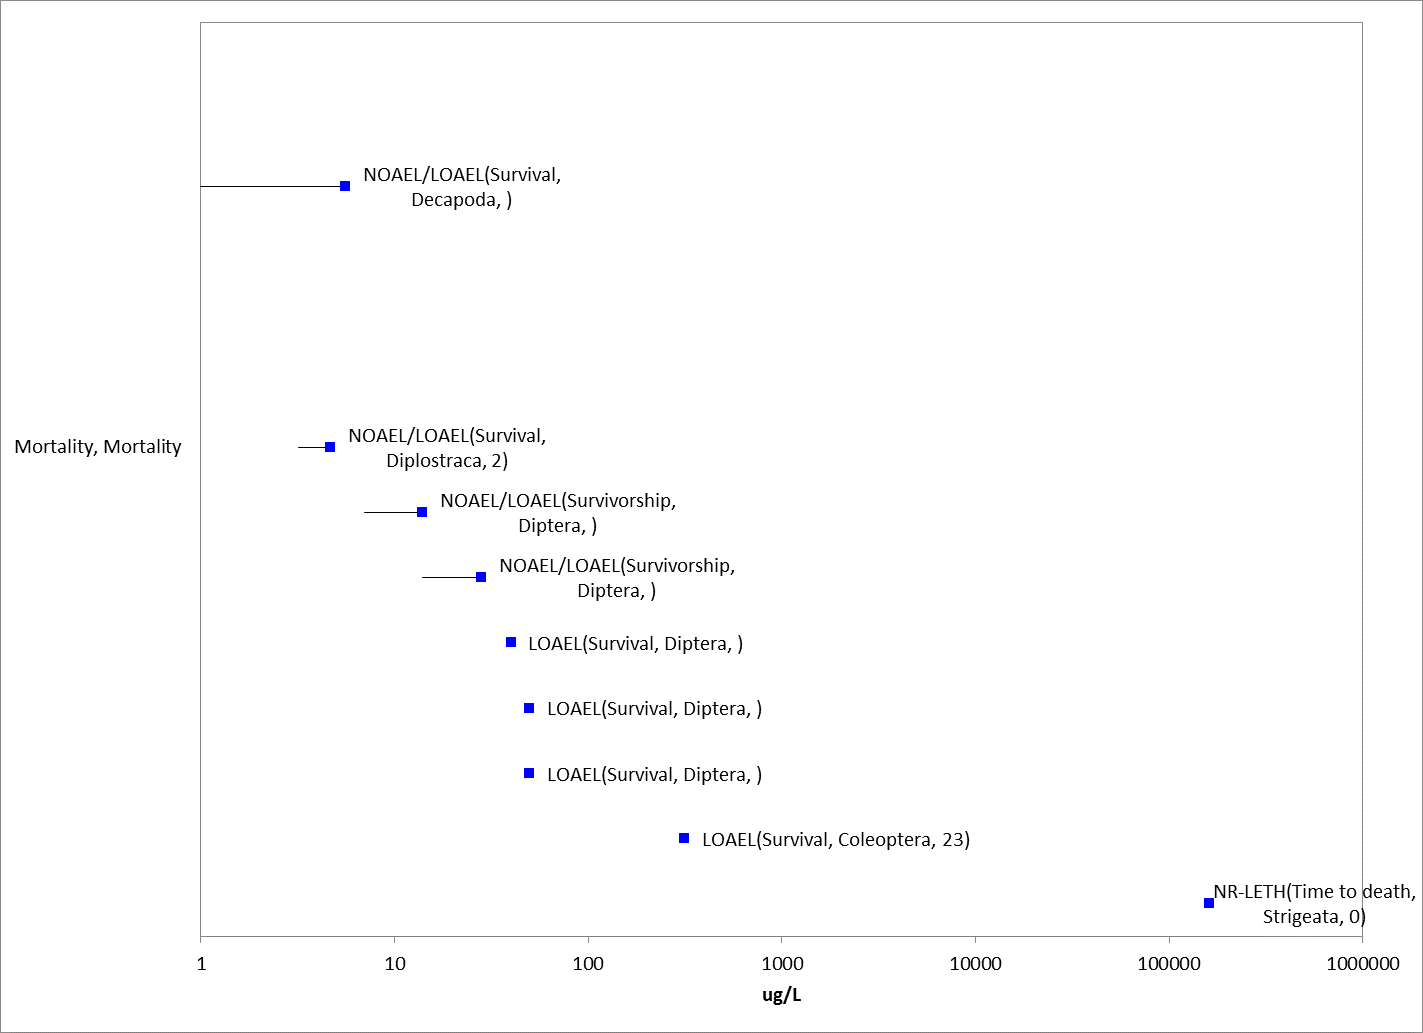 NOAEL/LOAEL(Survival,
Decapoda, )
Mortality, Mortality
NOAEL/LOAEL(Survival,
Diplostraca, 2)
NOAEL/LOAEL(Survivorship,
Diptera, )
NOAEL/LOAEL(Survivorship,
Diptera, )
LOAEL(Survival, Diptera, )
LOAEL(Survival, Diptera, )
LOAEL(Survival, Diptera, )
LOAEL(Survival, Coleoptera, 23)
NR-LETH(Time to death,
Strigeata, 0)
1 10 100 1000 10000 100000 1000000
ug/L